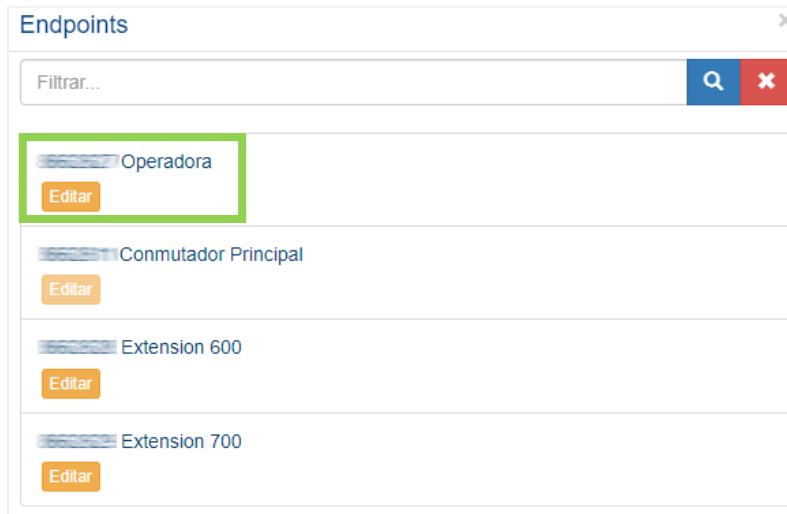 Endpoints
Filtrar...
Operadora
Editar
Conmutador Principal
Editar
Extension 600
Editar
Extension 700
Editar